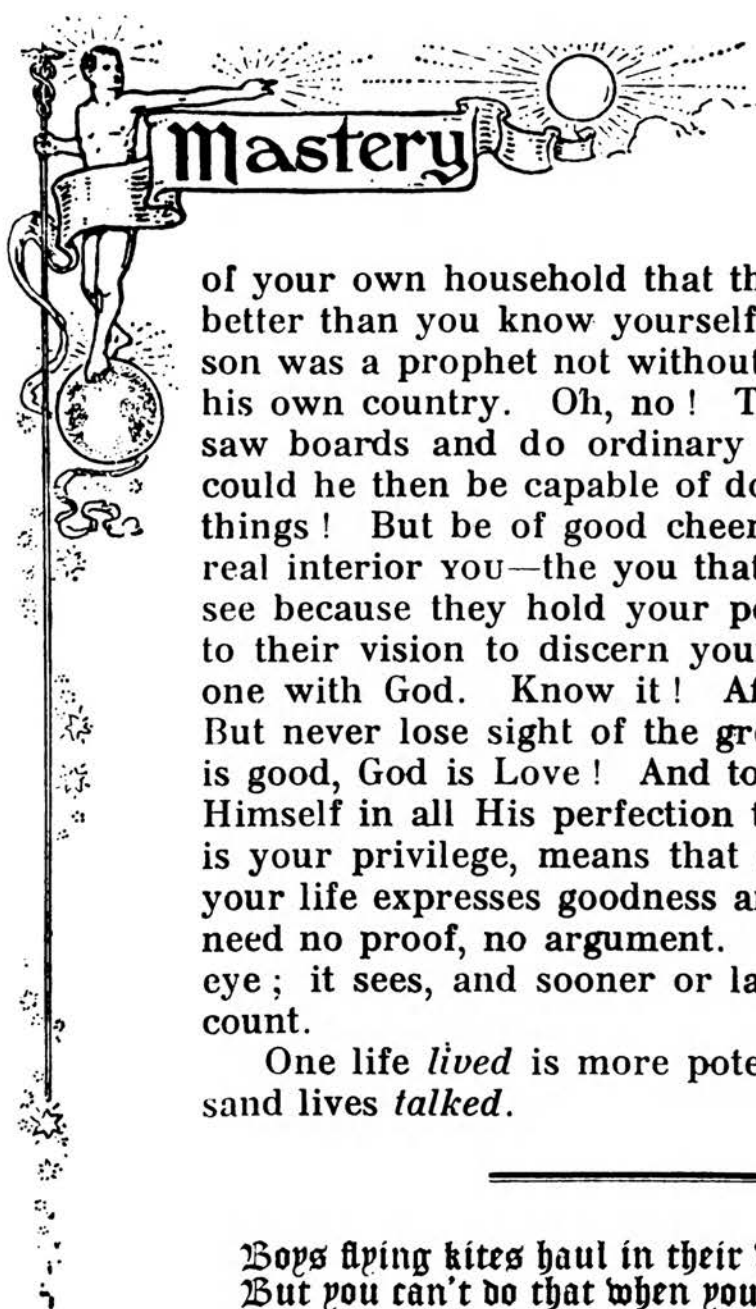 Mastery
of your own household that th
better than you know yourself
son was a prophet not without
his own country. Oh, no! T
saw boards and do ordinary
could he then be capable of do
things! But be of good cheer
real interior YOU—the you that
see because they hold your pe
to their vision to discern you
one with God. Know it! Af
But never lose sight of the gre
is good, God is Love! And to
Himself in all His perfection t
is your privilege, means that
your life expresses goodness a
need no proof, no argument.
eye; it sees, and sooner or la
count.
One life lived is more pote
sand lives talked.
Boys flying kites haul in their
But you can't do that when you